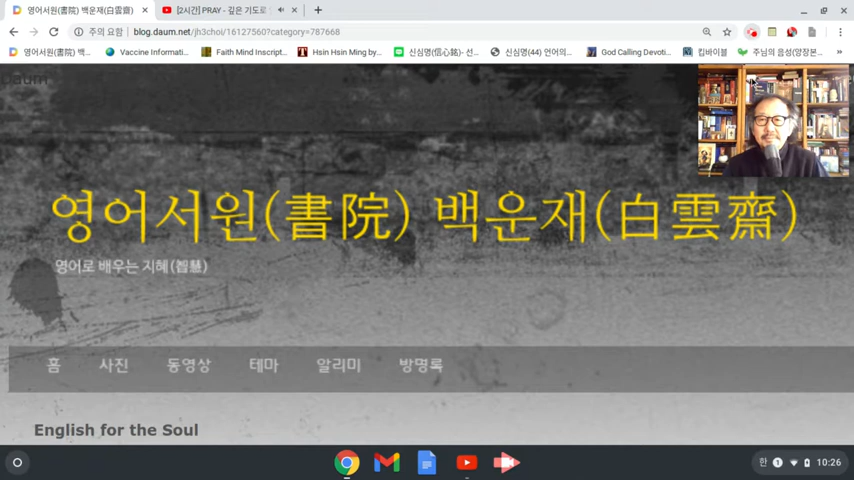 영어서원(書院) 백운재(白雲齋)
[2시간] PRAY - 깊은 기도로
주의 요함
blog.daum.net/jh3chol/16127560?category=787668
영어서원(書院) 백...
Vaccine Informati...
Faith Mind Inscript...
Hsin Hsin Ming by...
신심명(信心銘)- 선...
신심명(44) 언어의...
God Calling Devoti...
킵바이블
주님의 음성(양장본...
Daum
영어서원(書院) 백운재(白雲齋)
영어로 배우는 지혜(智慧)
홈 사진 동영상 테마 알리미 방명록
English for the Soul
한 1 10:26